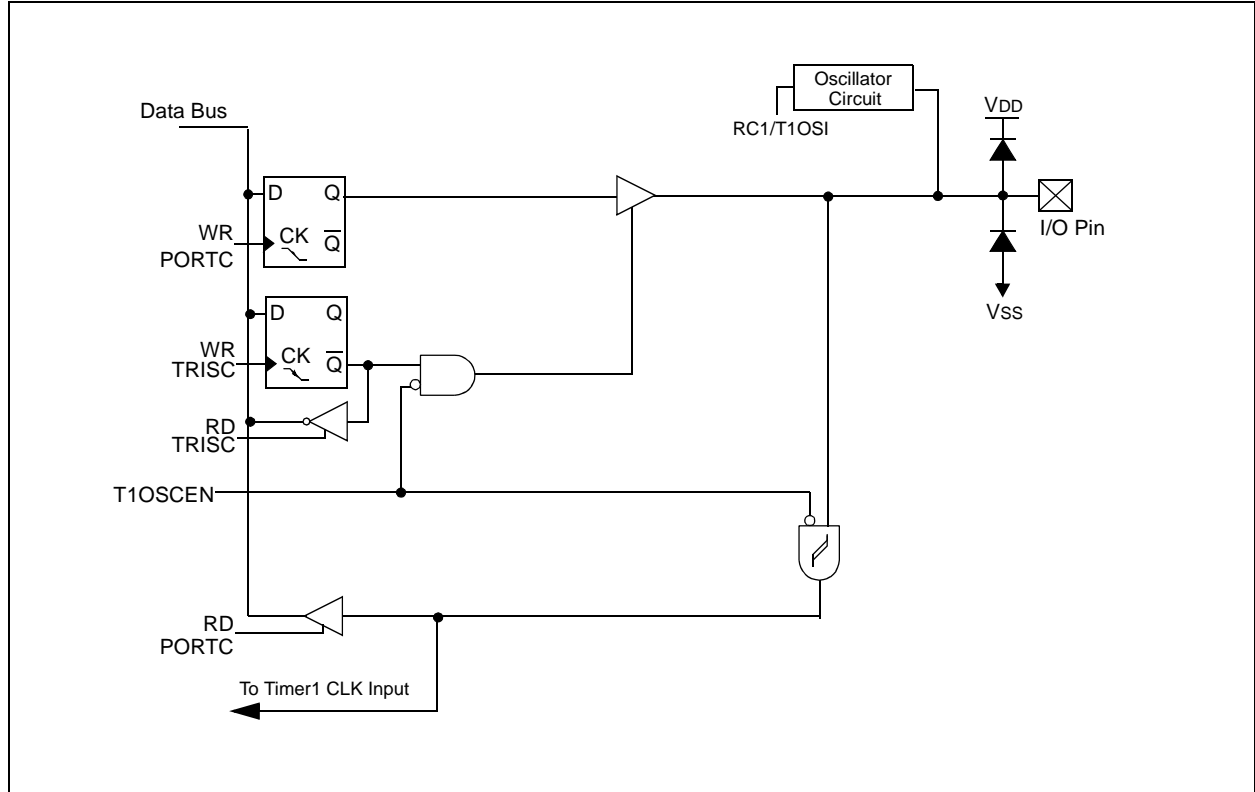 Oscillator
Circuit
RC1/T1OSI
VDD
Data Bus
D Q
CK Q
WR
PORTC
I/O Pin
VSS
D Q
CK Q
WR
TRISC
RD
TRISC
T1OSCEN
RD
PORTC
To Timer1 CLK Input